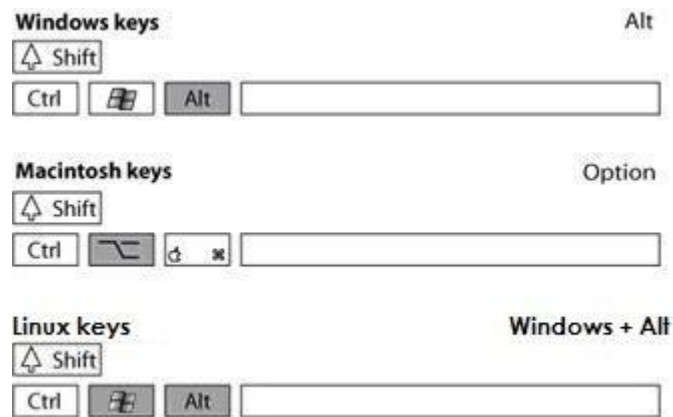 Windows keys Alt
Shift
Ctrl Alt
Macintosh keys Option
Shift
Ctrl ⌥ ⌘
Linux keys Windows + Alt
Shift
Ctrl Alt